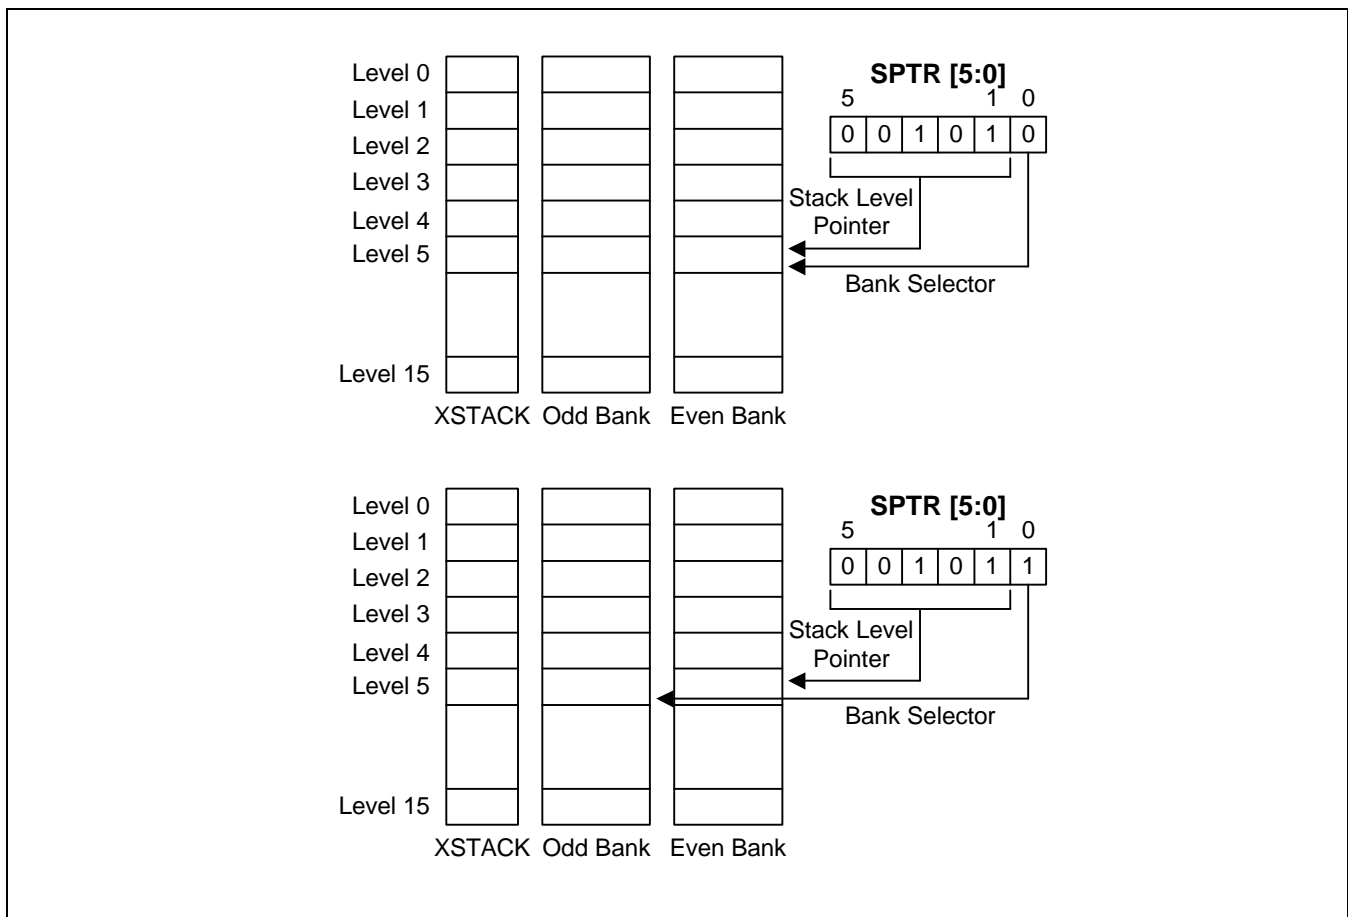 Level 0
Level 1
Level 2
Level 3
Level 4
Level 5
Level 15
XSTACK Odd Bank Even Bank
SPTR [5:0]
5 1 0
0 0 1 0 1 0
Stack Level
Pointer
Bank Selector
Level 0
Level 1
Level 2
Level 3
Level 4
Level 5
Level 15
XSTACK Odd Bank Even Bank
SPTR [5:0]
5 1 0
0 0 1 0 1 1
Stack Level
Pointer
Bank Selector